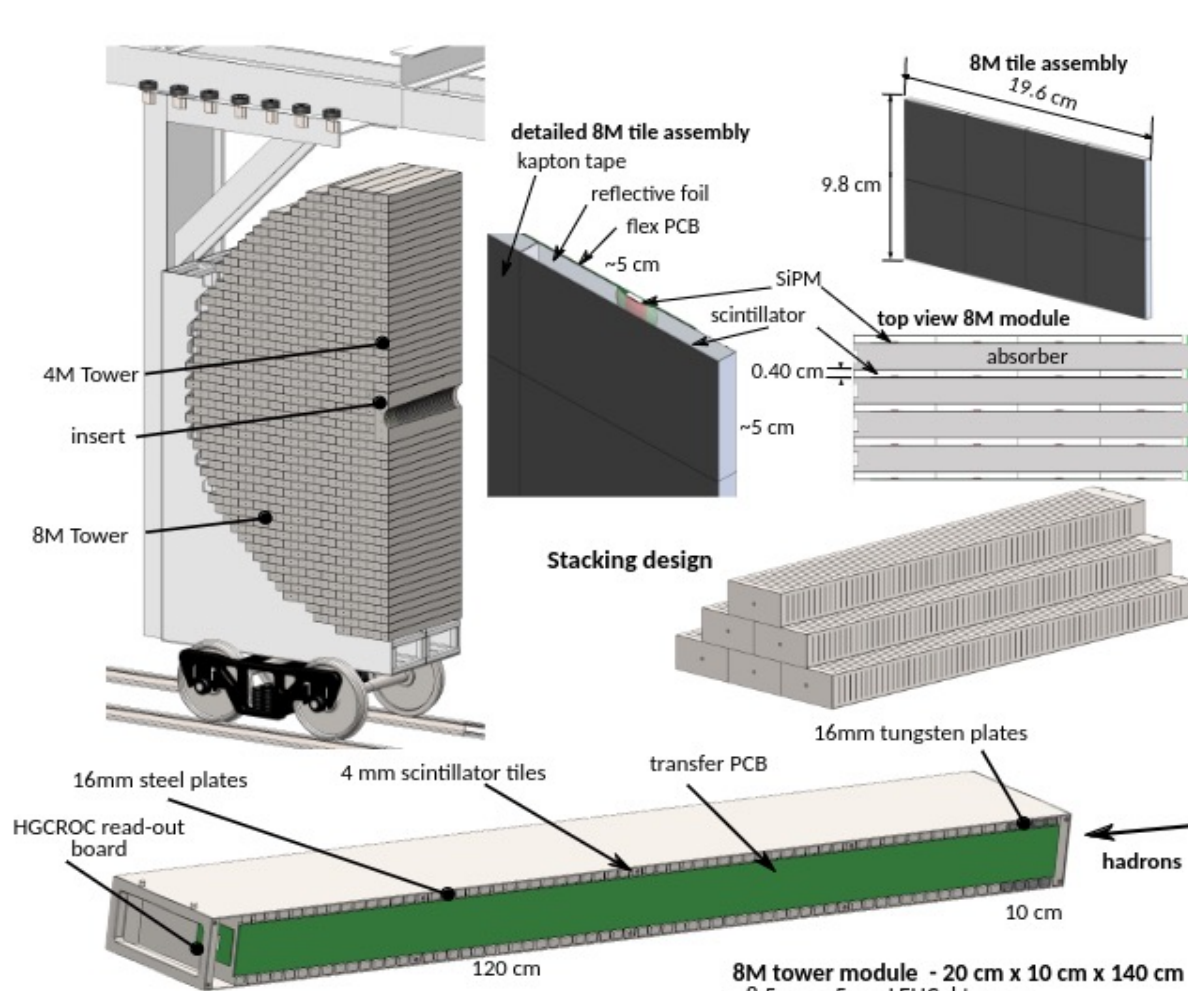 8M tile assembly
19.6 cm
9.8 cm
detailed 8M tile assembly
kapton tape
reflective foil
flex PCB
~5 cm
SiPM
scintillator
~5 cm
top view 8M module
absorber
0.40 cm
4M Tower
insert
8M Tower
Stacking design
16mm steel plates
4 mm scintillator tiles
transfer PCB
16mm tungsten plates
HGCROC read-out
board
hadrons
10 cm
120 cm
8M tower module - 20 cm x 10 cm x 140 cm